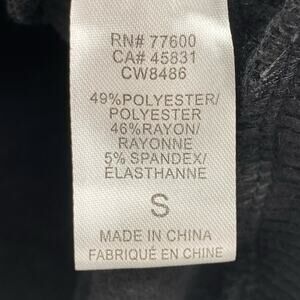 RN# 77600
CA# 45831
CW8486
49%POLYESTER/
POLYESTER
46%RAYON/
RAYONNE
5% SPANDEX/
ELASTHANNE
S
MADE IN CHINA
FABRIQUÉ EN CHINE